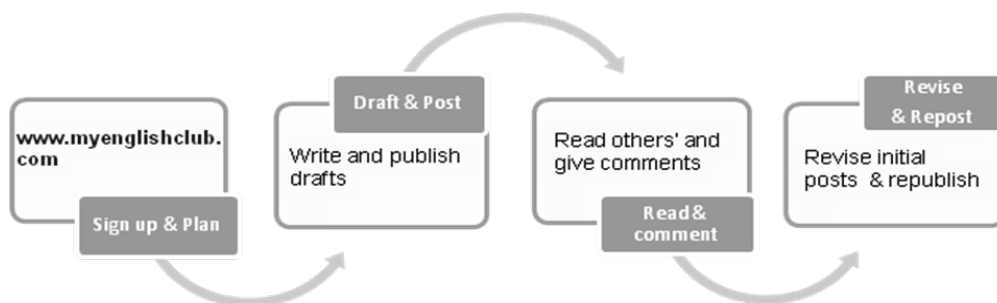 www.myenglishclub.
com
Sign up & Plan
Draft & Post
Write and publish
drafts
Read others' and
give comments
Read &
comment
Revise
& Repost
Revise initial
posts & republish